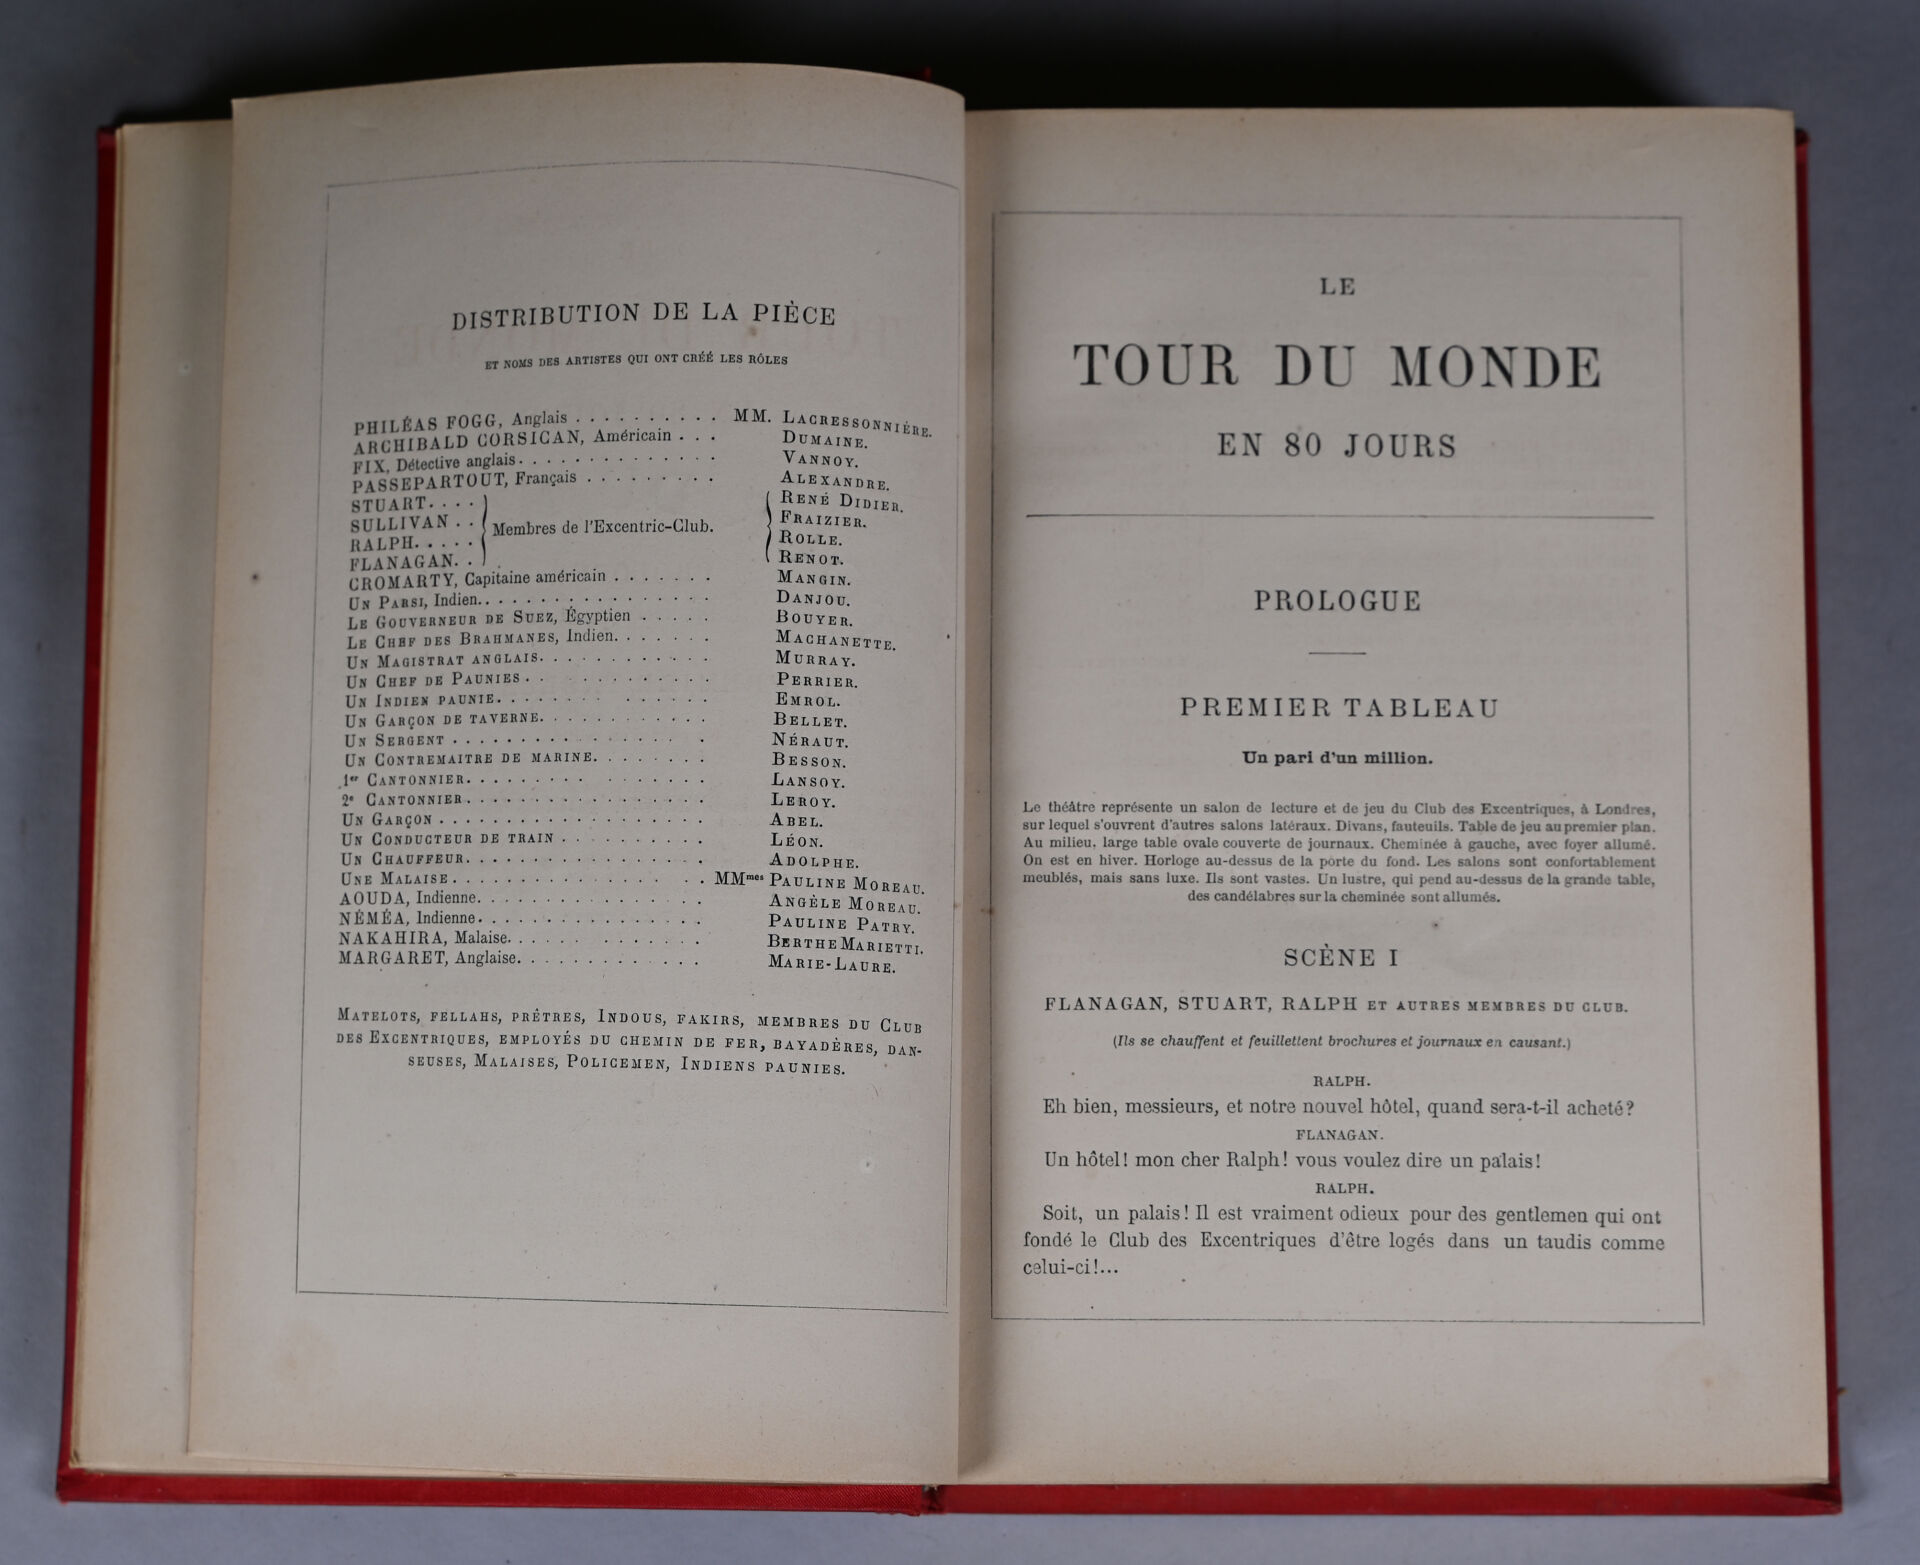 DISTRIBUTION DE LA PIÈCE
ET NOMS DES ARTISTES QUI ONT CRÉÉ LES RÔLES
PHILÉAS FOGG, Anglais . . . . . . . . . . MM. LACRESSONNIÈRE.
ARCHIBALD CORSICAN, Américain . . . DUMAINE.
FIX, Détective anglais. . . . . . . . . . . . . . VANNOY.
PASSEPARTOUT, Français . . . . . . . . . ALEXANDRE.
STUART. . . . RENÉ DIDIER.
SULLIVAN . . FRAIZIER.
Membres de l'Excentric-Club.
RALPH. . . . . ROLLE.
FLANAGAN. . RENOT.
CROMARTY, Capitaine américain . . . . . . . MANGIN.
UN PARSI, Indien. . . . . . . . . . . . . . . . . DANJOU.
LE GOUVERNEUR DE SUEZ, Égyptien . . . . . BOUYER.
LE CHEF DES BRAHMANES, Indien. . . . . . . MACHANETTE.
UN MAGISTRAT ANGLAIS. . . . . . . . . . . . MURRAY.
UN CHEF DE PAUNIES . . . . . . . . . . . . PERRIER.
UN INDIEN PAUNIE. . . . . . . . . . . . . . EMROL.
UN GARÇON DE TAVERNE. . . . . . . . . . . . BELLET.
UN SERGENT . . . . . . . . . . . . . . . . . NÉRAUT.
UN CONTREMAITRE DE MARINE. . . . . . . . BESSON.
1er CANTONNIER. . . . . . . . . . . . . . . . LANSOY.
2e CANTONNIER. . . . . . . . . . . . . . . . . LEROY.
UN GARÇON . . . . . . . . . . . . . . . . . . . ABEL.
UN CONDUCTEUR DE TRAIN . . . . . . . . . . LÉON.
UN CHAUFFEUR. . . . . . . . . . . . . . . . . ADOLPHE.
UNE MALAISE. . . . . . . . . . . . . . . . . . MMmes PAULINE MOREAU.
AOUDA, Indienne. . . . . . . . . . . . . . . . ANGÈLE MOREAU.
NÉMÉA, Indienne. . . . . . . . . . . . . . . . PAULINE PATRY.
NAKAHIRA, Malaise. . . . . . . . . . . . . BERTHE MARIETTI.
MARGARET, Anglaise. . . . . . . . . . . . . MARIE-LAURE.
MATELOTS, FELLAHS, PRÊTRES, INDOUS, FAKIRS, MEMBRES DU CLUB
DES EXCENTRIQUES, EMPLOYÉS DU CHEMIN DE FER, BAYADÈRES, DAN-
SEUSES, MALAISES, POLICEMEN, INDIENS PAUNIES.
LE
TOUR DU MONDE
EN 80 JOURS
PROLOGUE
PREMIER TABLEAU
Un pari d'un million.
Le théâtre représente un salon de lecture et de jeu du Club des Excentriques, à Londres,
sur lequel s'ouvrent d'autres salons latéraux. Divans, fauteuils. Table de jeu au premier plan.
Au milieu, large table ovale couverte de journaux. Cheminée à gauche, avec foyer allumé.
On est en hiver. Horloge au-dessus de la porte du fond. Les salons sont confortablement
meublés, mais sans luxe. Ils sont vastes. Un lustre, qui pend au-dessus de la grande table,
des candélabres sur la cheminée sont allumés.
SCÈNE I
FLANAGAN, STUART, RALPH ET AUTRES MEMBRES DU CLUB.
(Ils se chauffent et feuillettent brochures et journaux en causant.)
RALPH.
Eh bien, messieurs, et notre nouvel hôtel, quand sera-t-il acheté?
FLANAGAN.
Un hôtel! mon cher Ralph! vous voulez dire un palais!
RALPH.
Soit, un palais! Il est vraiment odieux pour des gentlemen qui ont
fondé le Club des Excentriques d'être logés dans un taudis comme
celui-ci!...